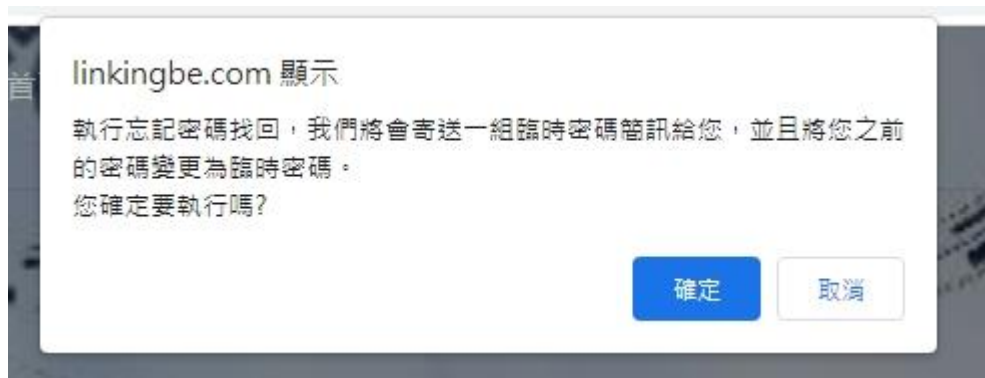 首
linkingbe.com 顯示
執行忘記密碼找回，我們將會寄送一組臨時密碼簡訊給您，並且將您之前
的密碼變更為臨時密碼。
您確定要執行嗎?
確定
取消